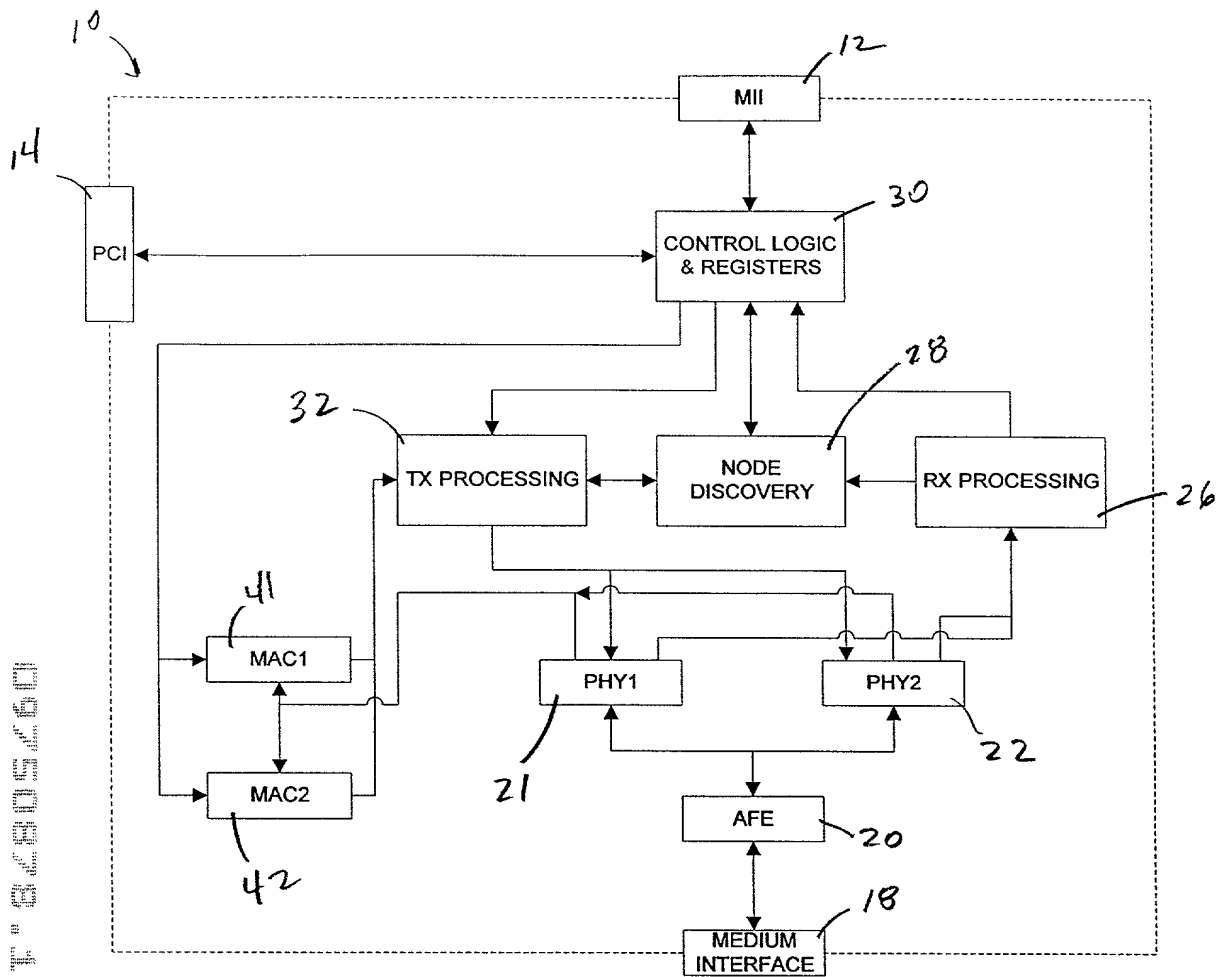 10
12
MII
14
PCI
30
CONTROL LOGIC
& REGISTERS
28
32
TX PROCESSING
NODE
DISCOVERY
RX PROCESSING
26
41
MAC1
PHY1
PHY2
21
22
MAC2
42
AFE
20
18
MEDIUM
INTERFACE